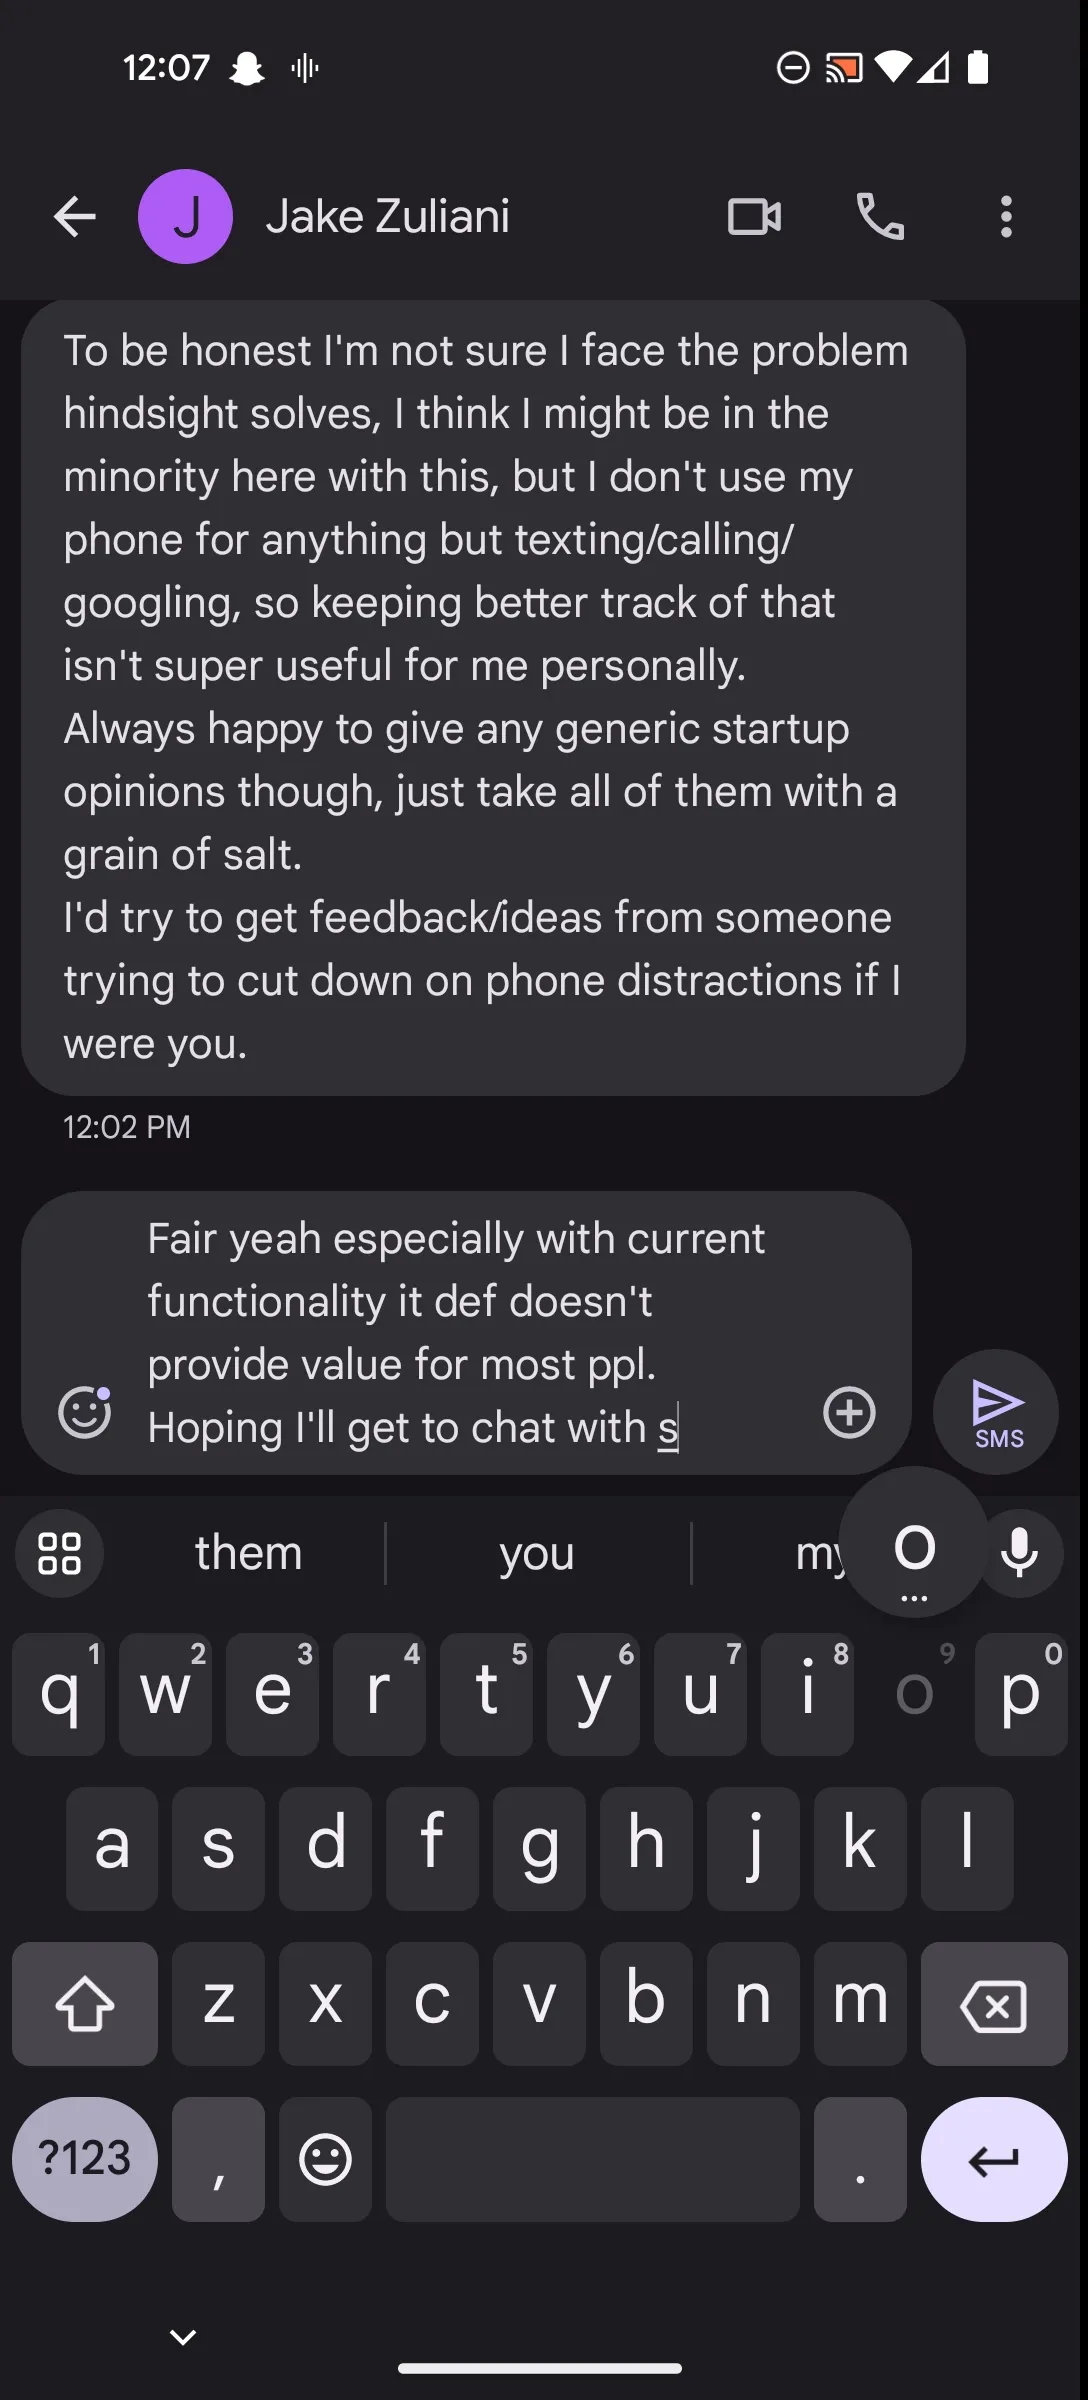 12:07
J
Jake Zuliani
To be honest I'm not sure I face the problem
hindsight solves, I think I might be in the
minority here with this, but I don't use my
phone for anything but texting/calling/
googling, so keeping better track of that
isn't super useful for me personally.
Always happy to give any generic startup
opinions though, just take all of them with a
grain of salt.
I'd try to get feedback/ideas from someone
trying to cut down on phone distractions if I
were you.
12:02 PM
Fair yeah especially with current
functionality it def doesn't
provide value for most ppl.
Hoping I'll get to chat with s
SMS
them you my o
...
q 1 w 2 e 3 r 4 t 5 y 6 u 7 i 8 o 9 p 0
a s d f g h j k l
z x c v b n m
?123 , .